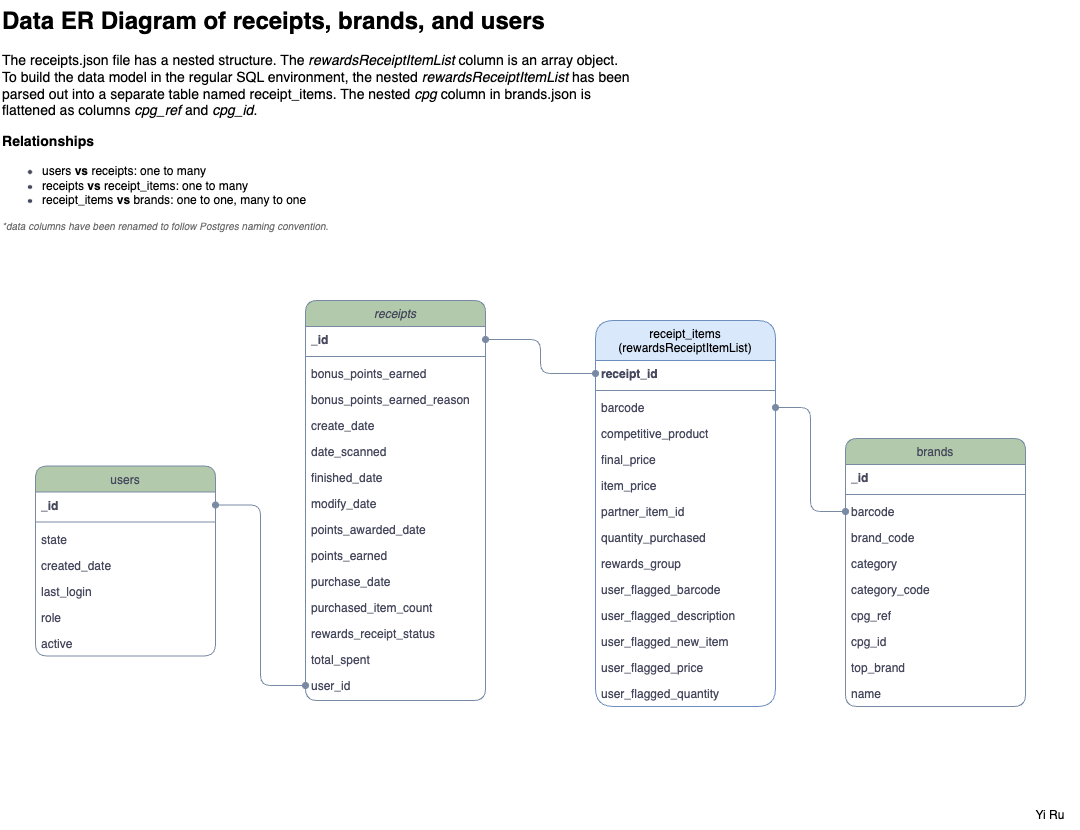 Data ER Diagram of receipts, brands, and users
The receipts.json file has a nested structure. The rewardsReceiptItemList column is an array object.
To build the data model in the regular SQL environment, the nested rewardsReceiptItemList has been
parsed out into a separate table named receipt_items. The nested cpg column in brands.json is
flattened as columns cpg_ref and cpg_id.
Relationships
• users vs receipts: one to many
• receipts vs receipt_items: one to many
• receipt_items vs brands: one to one, many to one
*data columns have been renamed to follow Postgres naming convention.
users
_id
state
created_date
last_login
role
active
receipts
_id
bonus_points_earned
bonus_points_earned_reason
create_date
date_scanned
finished_date
modify_date
points_awarded_date
points_earned
purchase_date
purchased_item_count
rewards_receipt_status
total_spent
user_id
receipt_items
(rewardsReceiptItemList)
receipt_id
barcode
competitive_product
final_price
item_price
partner_item_id
quantity_purchased
rewards_group
user_flagged_barcode
user_flagged_description
user_flagged_new_item
user_flagged_price
user_flagged_quantity
brands
_id
barcode
brand_code
category
category_code
cpg_ref
cpg_id
top_brand
name
Yi Ru